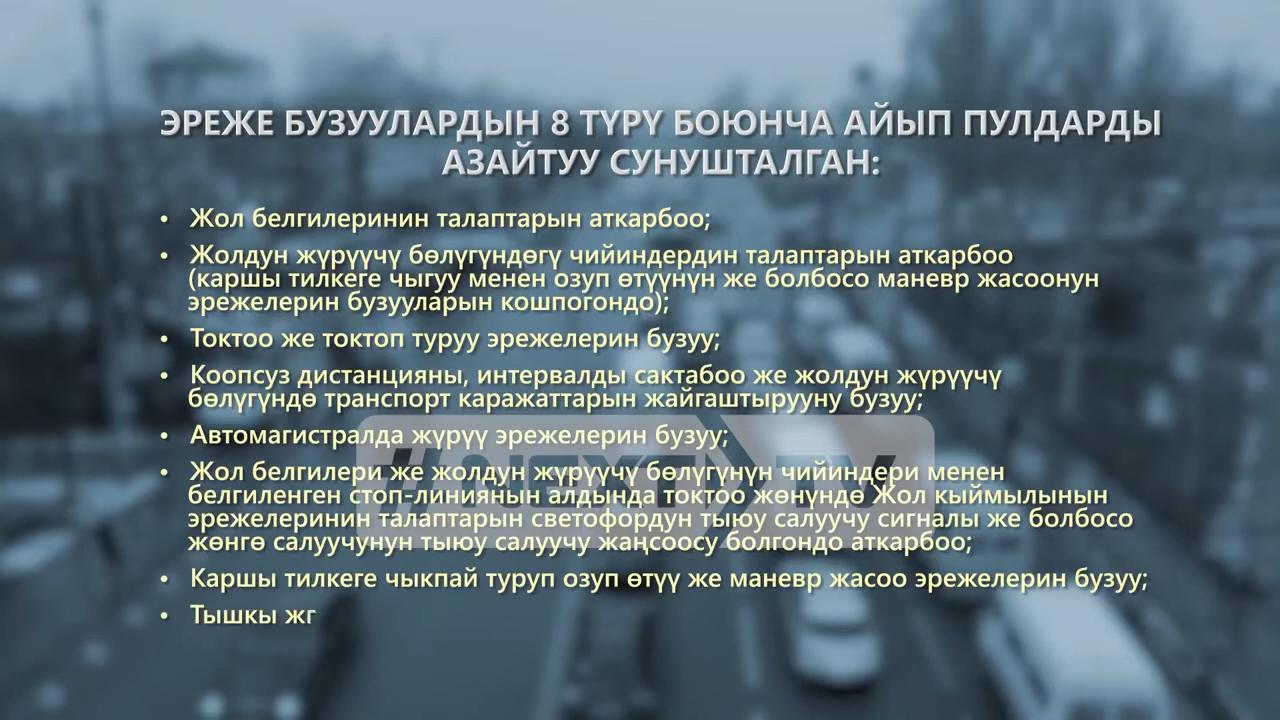 ЭРЕЖЕ БУЗУУЛАРДЫН 8 ТҮРҮ БОЮНЧА АЙЫП ПУЛДАРДЫ
АЗАЙТУУ СУНУШТАЛГАН:
• Жол белгилеринин талаптарын аткарбоо;
• Жолдун жүрүүчү бөлүгүндөгү чийиндердин талаптарын аткарбоо
(каршы тилкеге чыгуу менен озуп өтүүнүн же болбосо маневр жасоонун
эрежелерин бузууларын кошпогондо);
• Токтоо же токтоп туруу эрежелерин бузуу;
• Коопсуз дистанцияны, интервалды сактабоо же жолдун жүрүүчү
бөлүгүндө транспорт каражаттарын жайгаштырууну бузуу;
• Автомагистралда жүрүү эрежелерин бузуу;
• Жол белгилери же жолдун жүрүүчү бөлүгүнүн чийиндери менен
белгиленген стоп-линиянын алдында токтоо жөнүндө Жол кыймылынын
эрежелеринин талаптарын светофордун тыюу салуучу сигналы же болбосо
жөнгө салуучунун тыюу салуучу жаңсоосу болгондо аткарбоо;
• Каршы тилкеге чыкпай туруп озуп өтүү же маневр жасоо эрежелерин бузуу;
• Тышкы жг
#NEXT TV